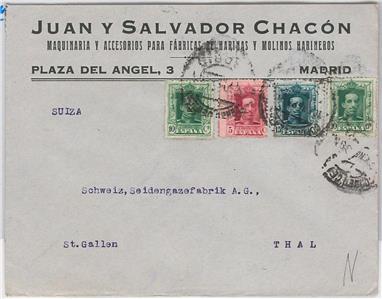 JUAN Y SALVADOR CHACÓN
MAQUINARIA Y ACCESORIOS PARA FÁBRICAS DE HARINAS Y MOLINOS HARINEROS
PLAZA DEL ANGEL, 3 MADRID
ESPAÑA ESPAÑA ESPAÑA ESPAÑA
SUIZA
Schweiz,Seidengazefabrik A.G.,
St.Gallen THAL
N